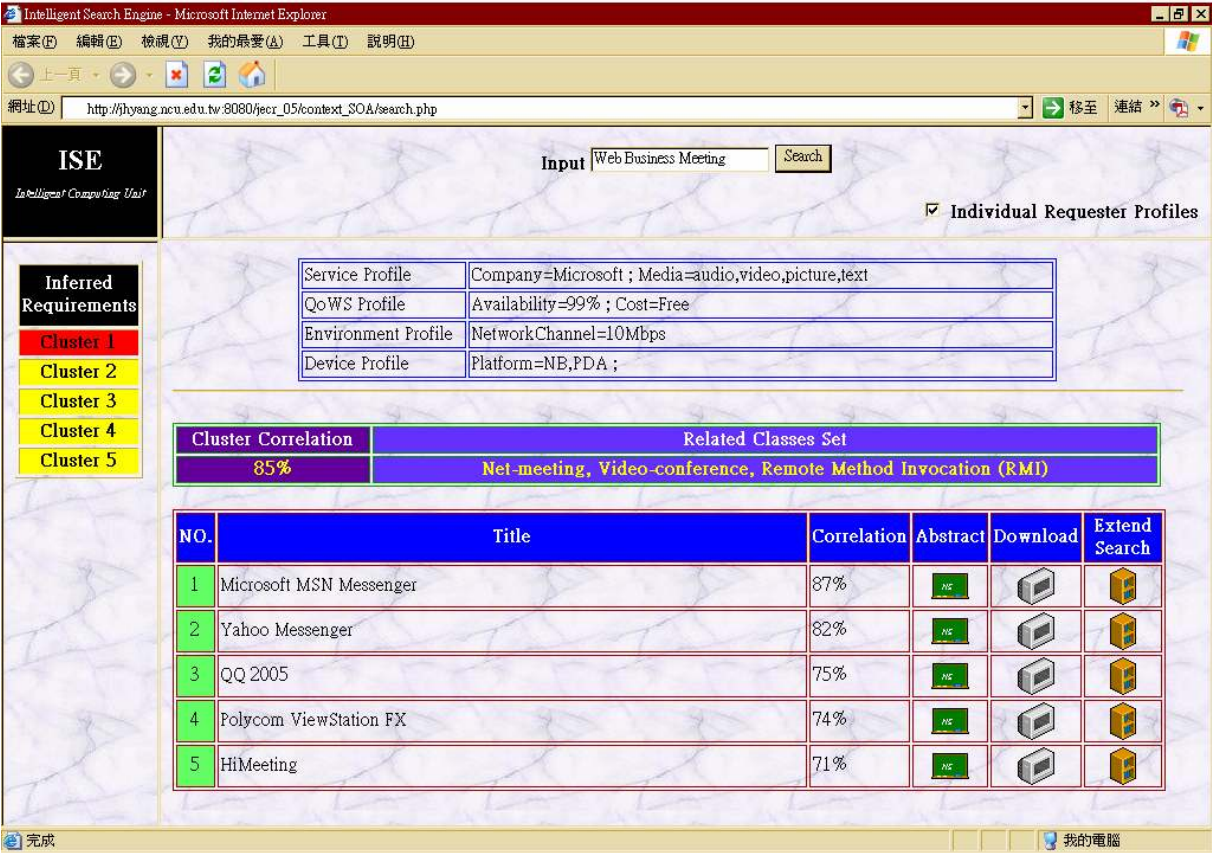 Intelligent Search Engine - Microsoft Internet Explorer
檔案(F) 編輯(E) 檢視(V) 我的最愛(A) 工具(T) 說明(H)
上一頁
網址(D) http://jhyang.ncu.edu.tw:8080/jecr_05/context_SOA/search.php 移至 連結 »
ISE
Intelligent Computing Unit
Input Web Business Meeting Search
Individual Requester Profiles
Inferred
Requirements
Cluster 1
Cluster 2
Cluster 3
Cluster 4
Cluster 5
Service Profile Company=Microsoft ; Media=audio,video,picture,text
QoWS Profile Availability=99% ; Cost=Free
Environment Profile NetworkChannel=10Mbps
Device Profile Platform=NB,PDA ;
Cluster Correlation Related Classes Set
85% Net-meeting, Video-conference, Remote Method Invocation (RMI)
NO. Title Correlation Abstract Download Extend Search
1 Microsoft MSN Messenger 87%
2 Yahoo Messenger 82%
3 QQ 2005 75%
4 Polycom ViewStation FX 74%
5 HiMeeting 71%
完成 我的電腦